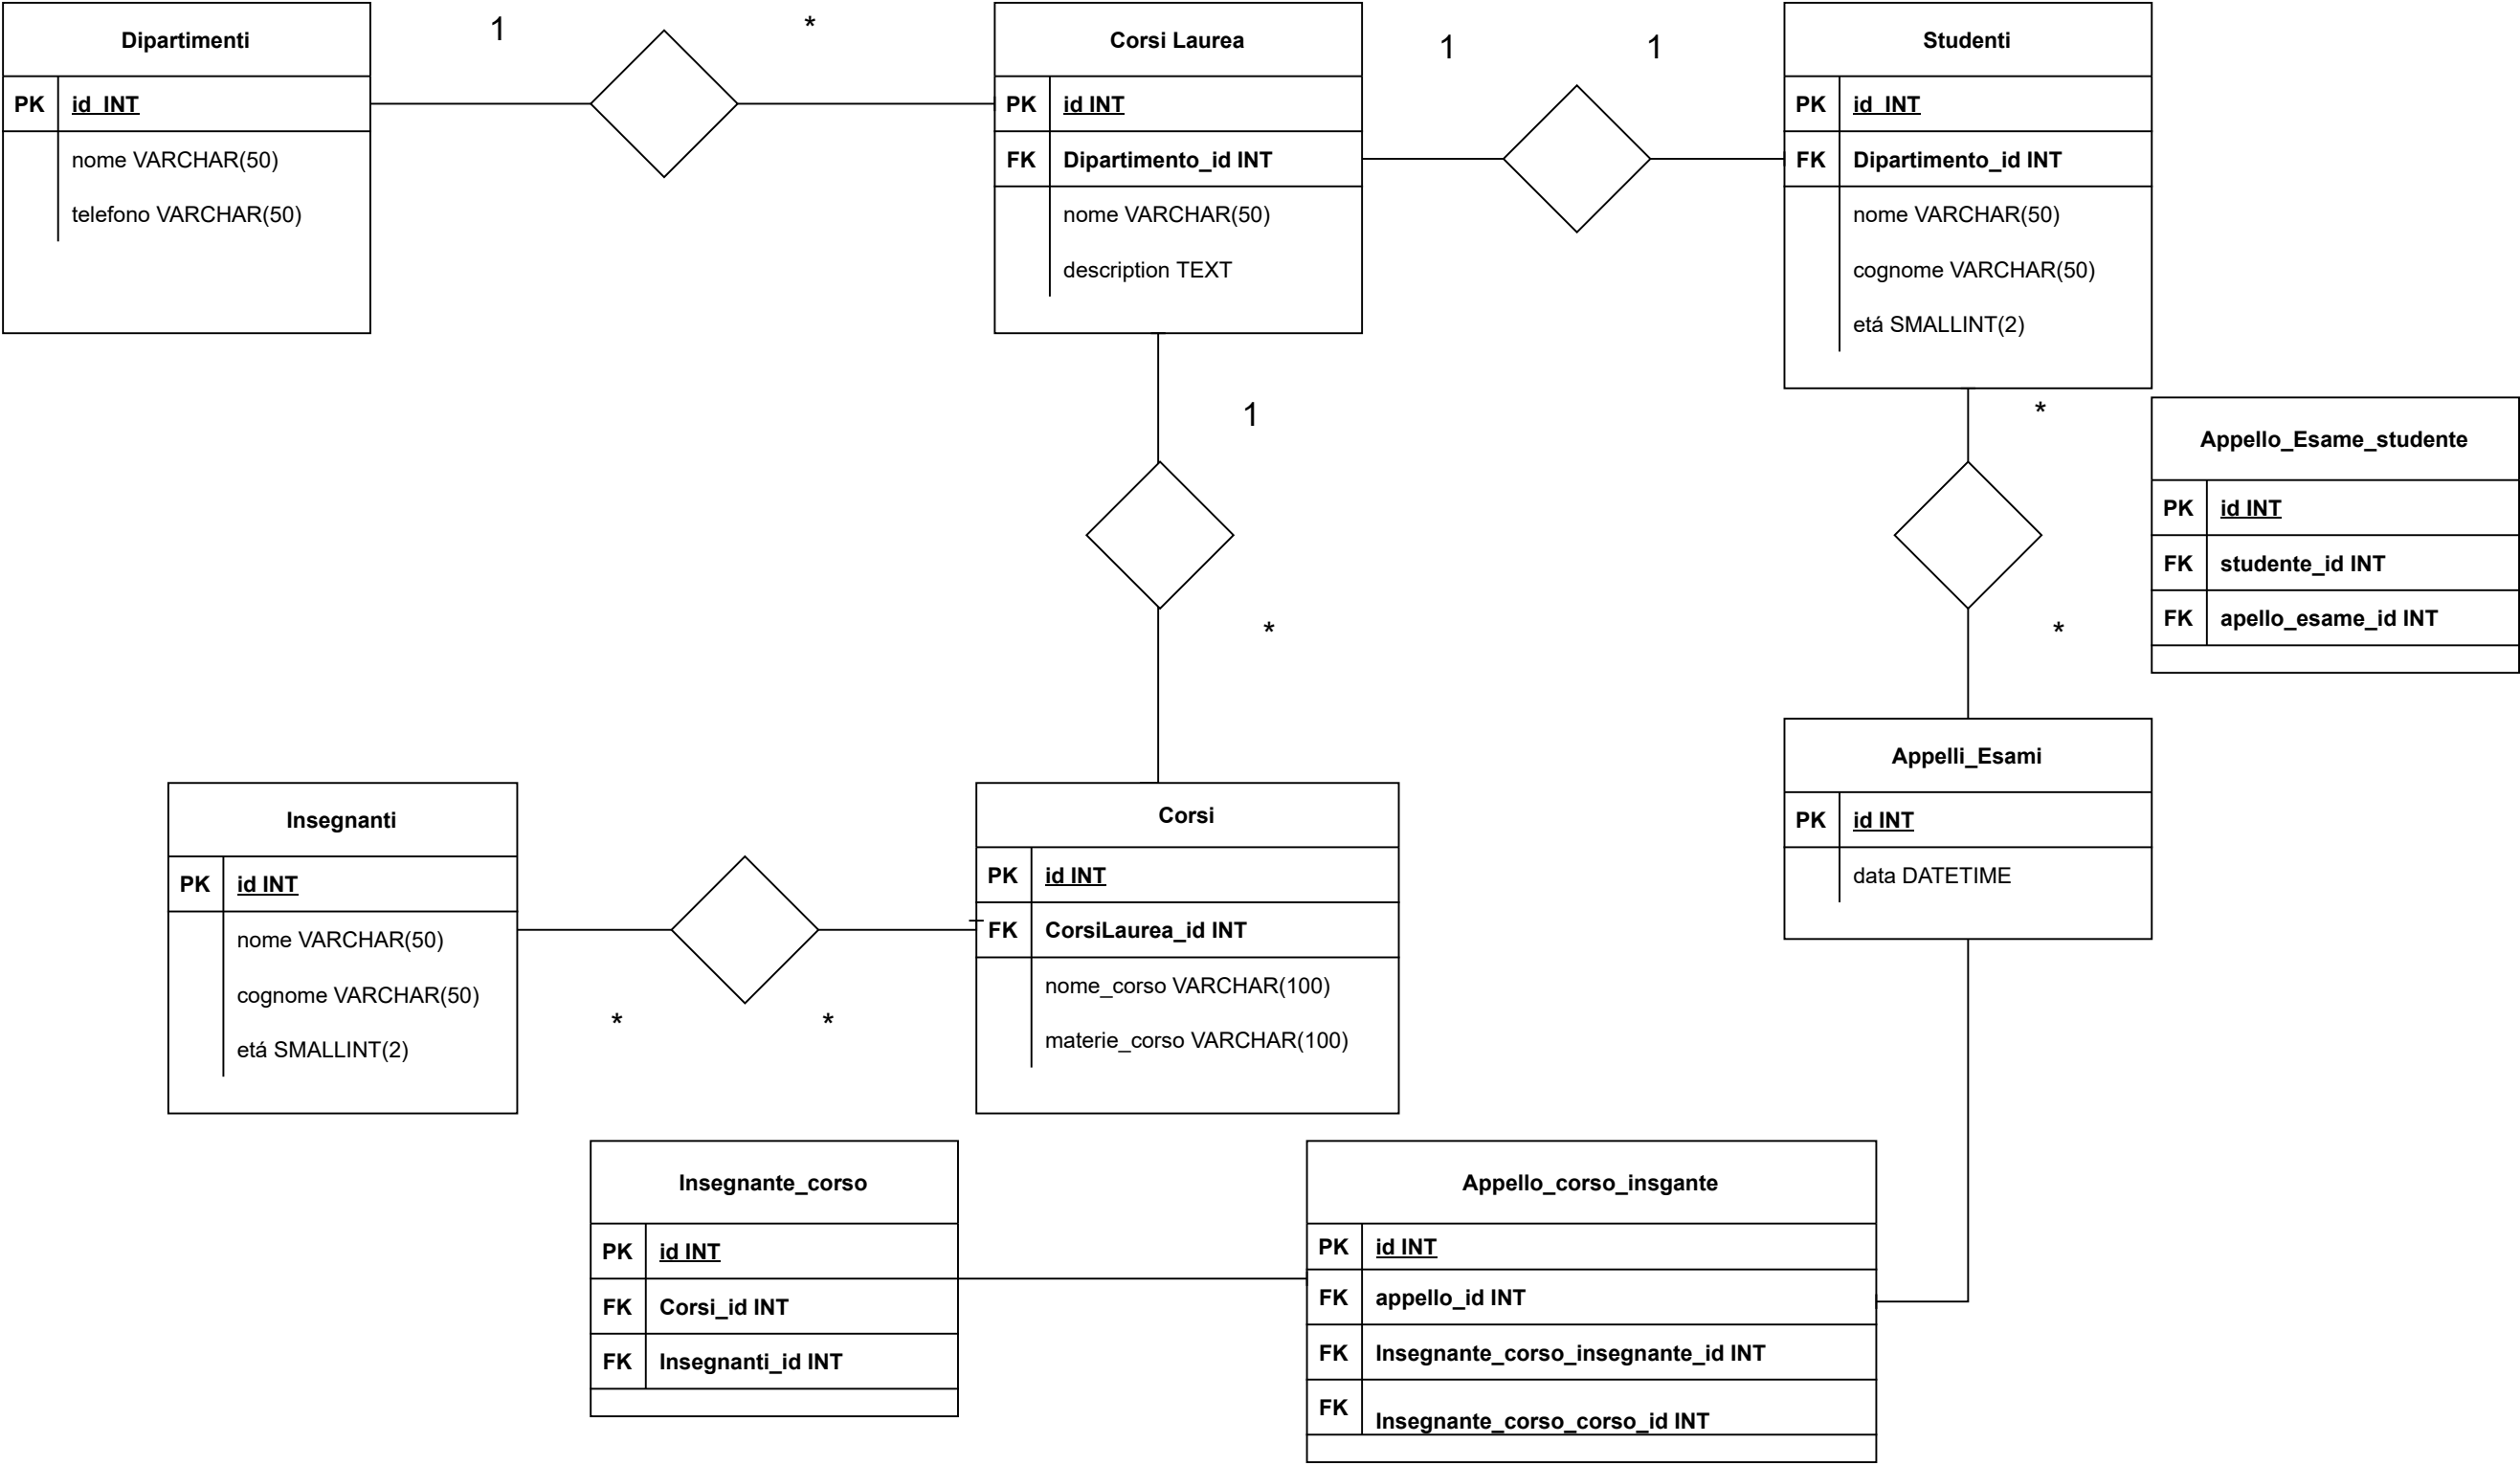 Dipartimenti
PK id INT
nome VARCHAR(50)
telefono VARCHAR(50)
1
*
Corsi Laurea
PK id INT
FK Dipartimento_id INT
nome VARCHAR(50)
description TEXT
1
1
Studenti
PK id INT
FK Dipartimento_id INT
nome VARCHAR(50)
cognome VARCHAR(50)
etá SMALLINT(2)
1
*
*
*
Appello_Esame_studente
PK id INT
FK studente_id INT
FK apello_esame_id INT
Appelli_Esami
PK id INT
data DATETIME
Insegnanti
PK id INT
nome VARCHAR(50)
cognome VARCHAR(50)
etá SMALLINT(2)
*
*
Corsi
PK id INT
FK CorsiLaurea_id INT
nome_corso VARCHAR(100)
materie_corso VARCHAR(100)
Insegnante_corso
PK id INT
FK Corsi_id INT
FK Insegnanti_id INT
Appello_corso_insgante
PK id INT
FK appello_id INT
FK Insegnante_corso_insegnante_id INT
FK Insegnante_corso_corso_id INT